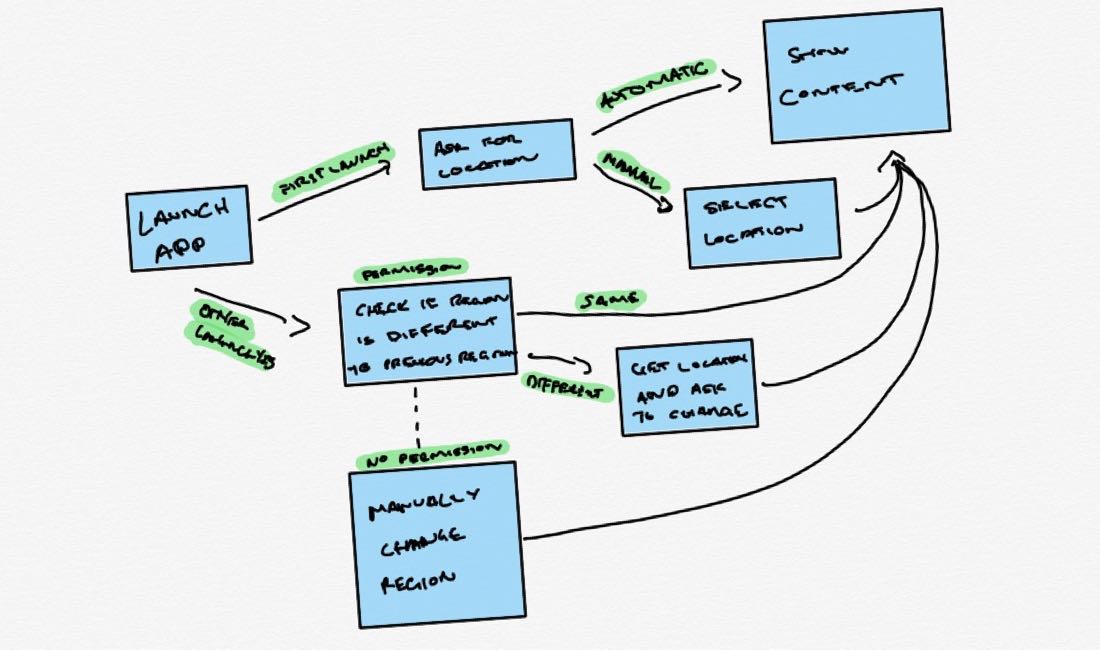 SHOW
CONTENT
AUTOMATIC
ASK FOR
LOCATION
FIRST LAUNCH
MANUAL
LAUNCH
APP
SELECT
LOCATION
PERMISSION
CHECK IF REGION
IS DIFFERENT
TO PREVIOUS REGION
SAME
OTHER
LAUNCHES
DIFFERENT
GET LOCATION
AND ASK
TO CHANGE
NO PERMISSION
MANUALLY
CHANGE
REGION